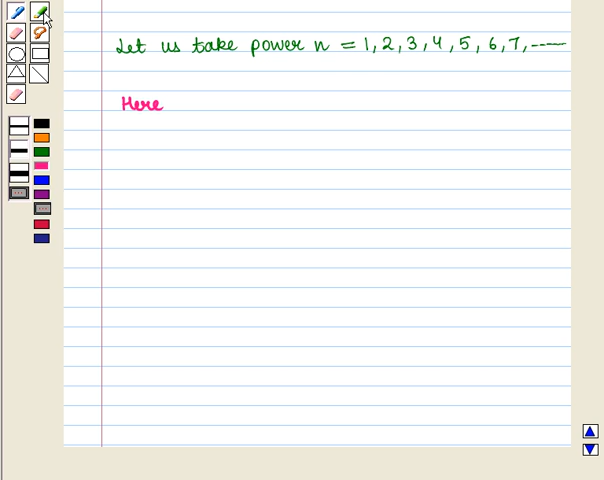 Let us take power n = 1, 2, 3, 4, 5, 6, 7, -----
Here